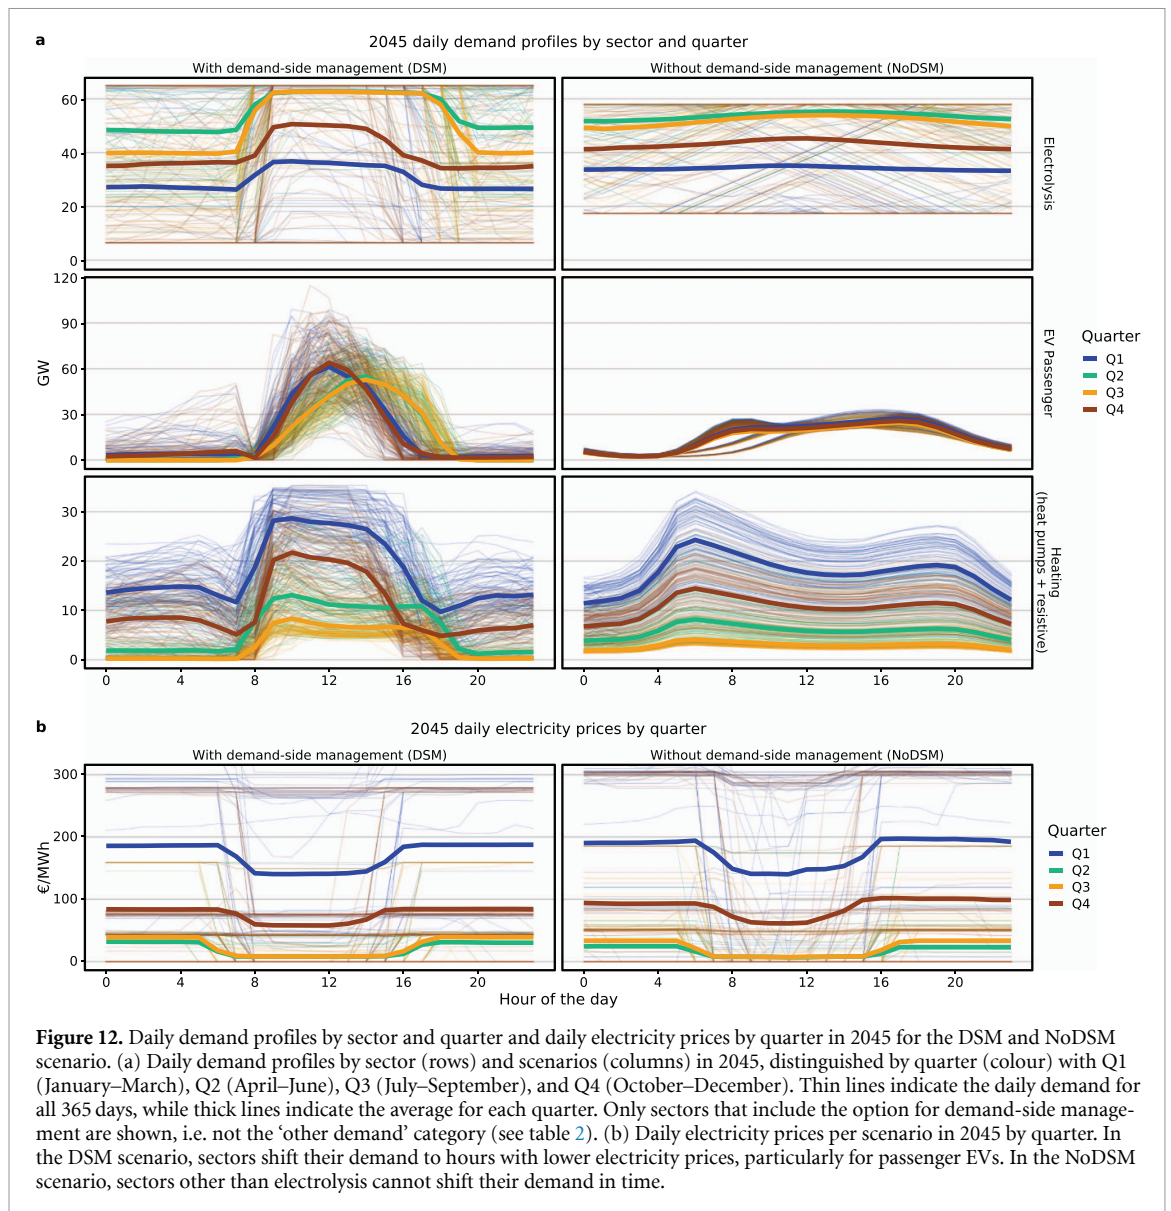 a
2045 daily demand profiles by sector and quarter
With demand-side management (DSM)
Without demand-side management (NoDSM)
60
40
20
0
Electrolysis
120
90
60
30
0
GW
EV Passenger
Quarter
Q1
Q2
Q3
Q4
30
20
10
0
Heating
(heat pumps + resistive)
0 4 8 12 16 20
0 4 8 12 16 20
b
2045 daily electricity prices by quarter
With demand-side management (DSM)
Without demand-side management (NoDSM)
300
200
100
0
€/MWh
Quarter
Q1
Q2
Q3
Q4
0 4 8 12 16 20
0 4 8 12 16 20
Hour of the day
Figure 12. Daily demand profiles by sector and quarter and daily electricity prices by quarter in 2045 for the DSM and NoDSM
scenario. (a) Daily demand profiles by sector (rows) and scenarios (columns) in 2045, distinguished by quarter (colour) with Q1
(January–March), Q2 (April–June), Q3 (July–September), and Q4 (October–December). Thin lines indicate the daily demand for
all 365 days, while thick lines indicate the average for each quarter. Only sectors that include the option for demand-side manage-
ment are shown, i.e. not the ‘other demand’ category (see table 2). (b) Daily electricity prices per scenario in 2045 by quarter. In
the DSM scenario, sectors shift their demand to hours with lower electricity prices, particularly for passenger EVs. In the NoDSM
scenario, sectors other than electrolysis cannot shift their demand in time.